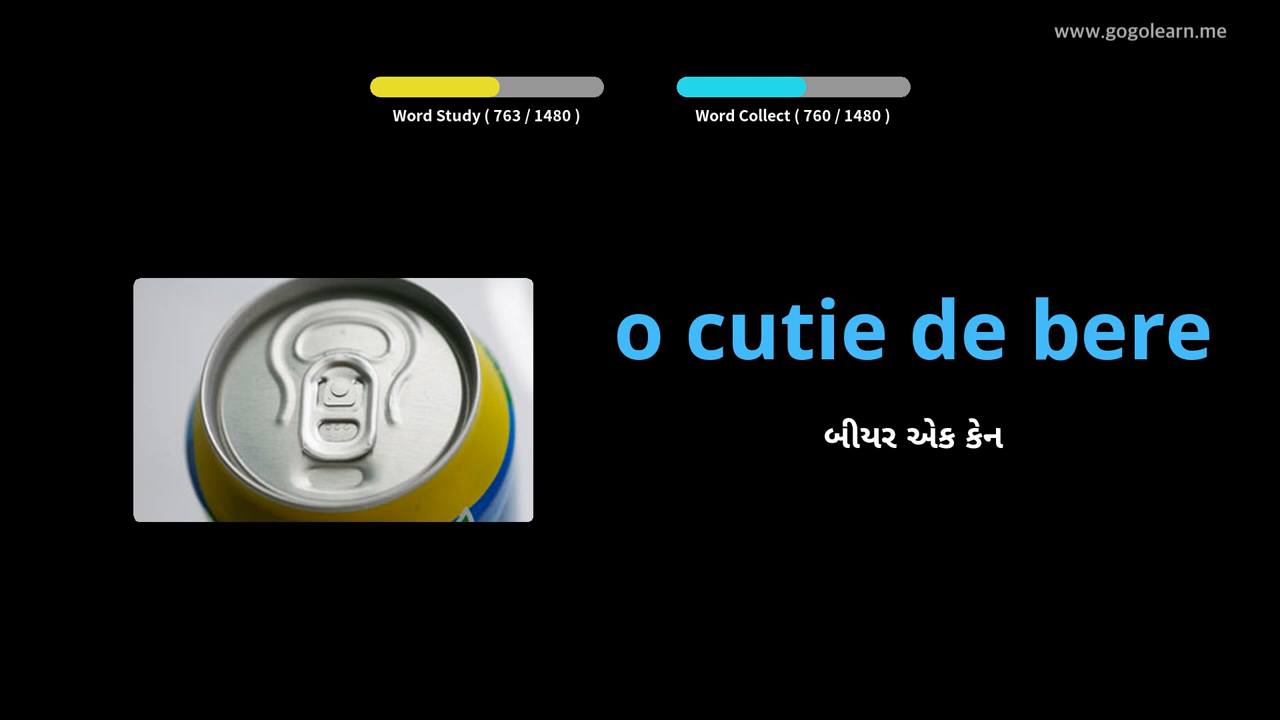 www.gogolearn.me
Word Study ( 763 / 1480 )
Word Collect ( 760 / 1480 )
o cutie de bere
બીયર એક કેન